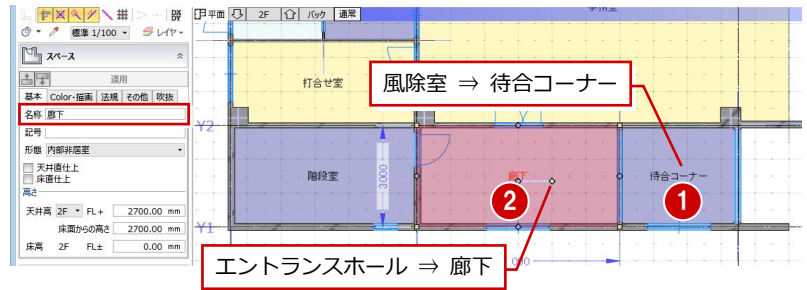 標準 1/100
レイヤ-
平面
2F
バック
通常
スペース
適用
基本
Color・描画
法規
その他
吹抜
名称 廊下
記号
形態 内部非居室
天井直仕上
床直仕上
高さ
天井高 2F FL+ 2700.00 mm
床面からの高さ 2700.00 mm
床高 2F FL± 0.00 mm
打合せ室
風除室 ⇒ 待合コーナー
Y2
階段室
3000
廊下
待合コーナー
2
1
Y1
エントランスホール ⇒ 廊下